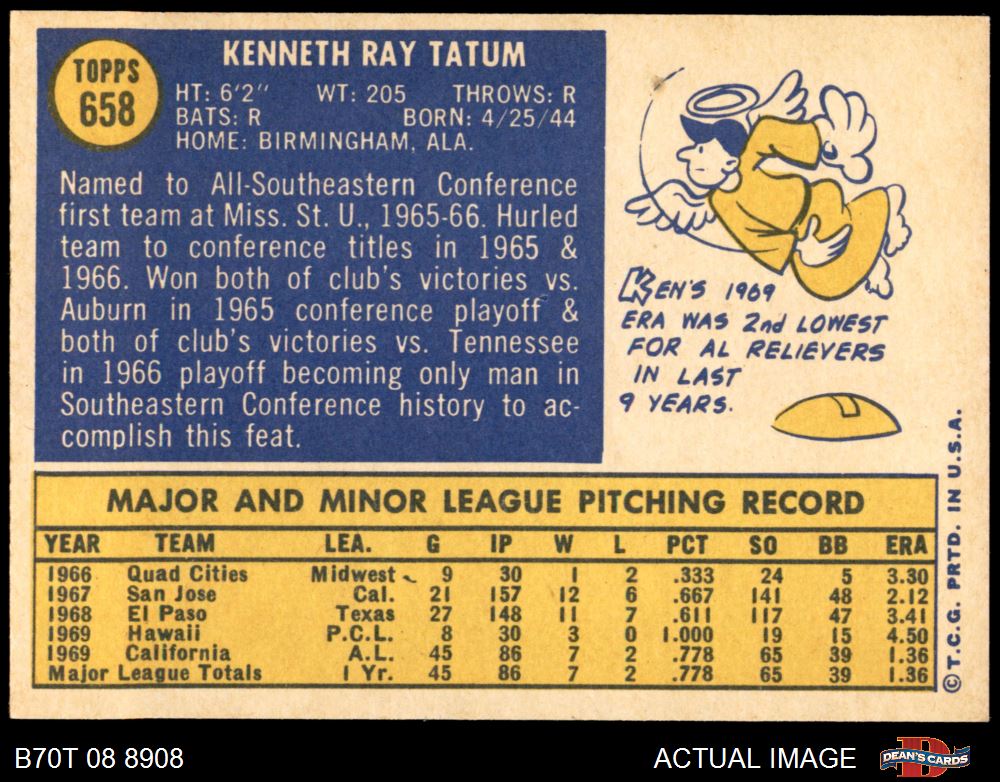 TOPPS
658
KENNETH RAY TATUM
HT: 6'2" WT: 205 THROWS: R
BATS: R BORN: 4/25/44
HOME: BIRMINGHAM, ALA.
Named to All-Southeastern Conference
first team at Miss. St. U., 1965-66. Hurled
team to conference titles in 1965 &
1966. Won both of club's victories vs.
Auburn in 1965 conference playoff &
both of club's victories vs. Tennessee
in 1966 playoff becoming only man in
Southeastern Conference history to ac-
complish this feat.
KEN'S 1969
ERA WAS 2nd LOWEST
FOR AL RELIEVERS
IN LAST
9 YEARS.
MAJOR AND MINOR LEAGUE PITCHING RECORD
YEAR TEAM LEA. G IP W L PCT SO BB ERA
1966 Quad Cities Midwest 9 30 1 2 .333 24 5 3.30
1967 San Jose Cal. 21 157 12 6 .667 141 48 2.12
1968 El Paso Texas 27 148 11 7 .611 117 47 3.41
1969 Hawaii P.C.L. 8 30 3 0 1.000 19 15 4.50
1969 California A.L. 45 86 7 2 .778 65 39 1.36
Major League Totals 1 Yr. 45 86 7 2 .778 65 39 1.36
©T.C.G. PRTD. IN U.S.A.
B70T 08 8908 ACTUAL IMAGE
DEAN'S CARDS